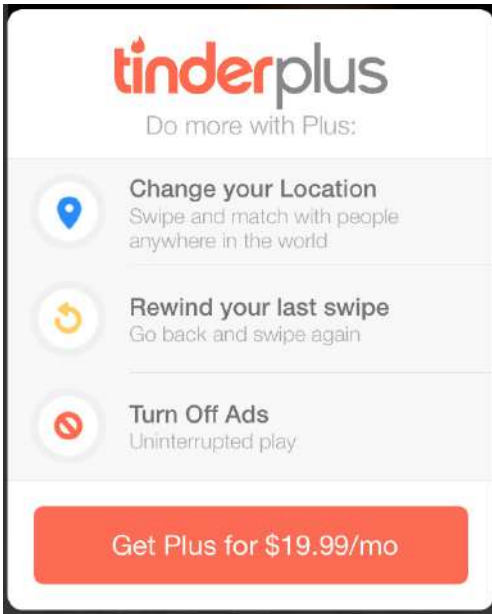 tinderplus
Do more with Plus:
Change your Location
Swipe and match with people
anywhere in the world
Rewind your last swipe
Go back and swipe again
Turn Off Ads
Uninterrupted play
Get Plus for $19.99/mo